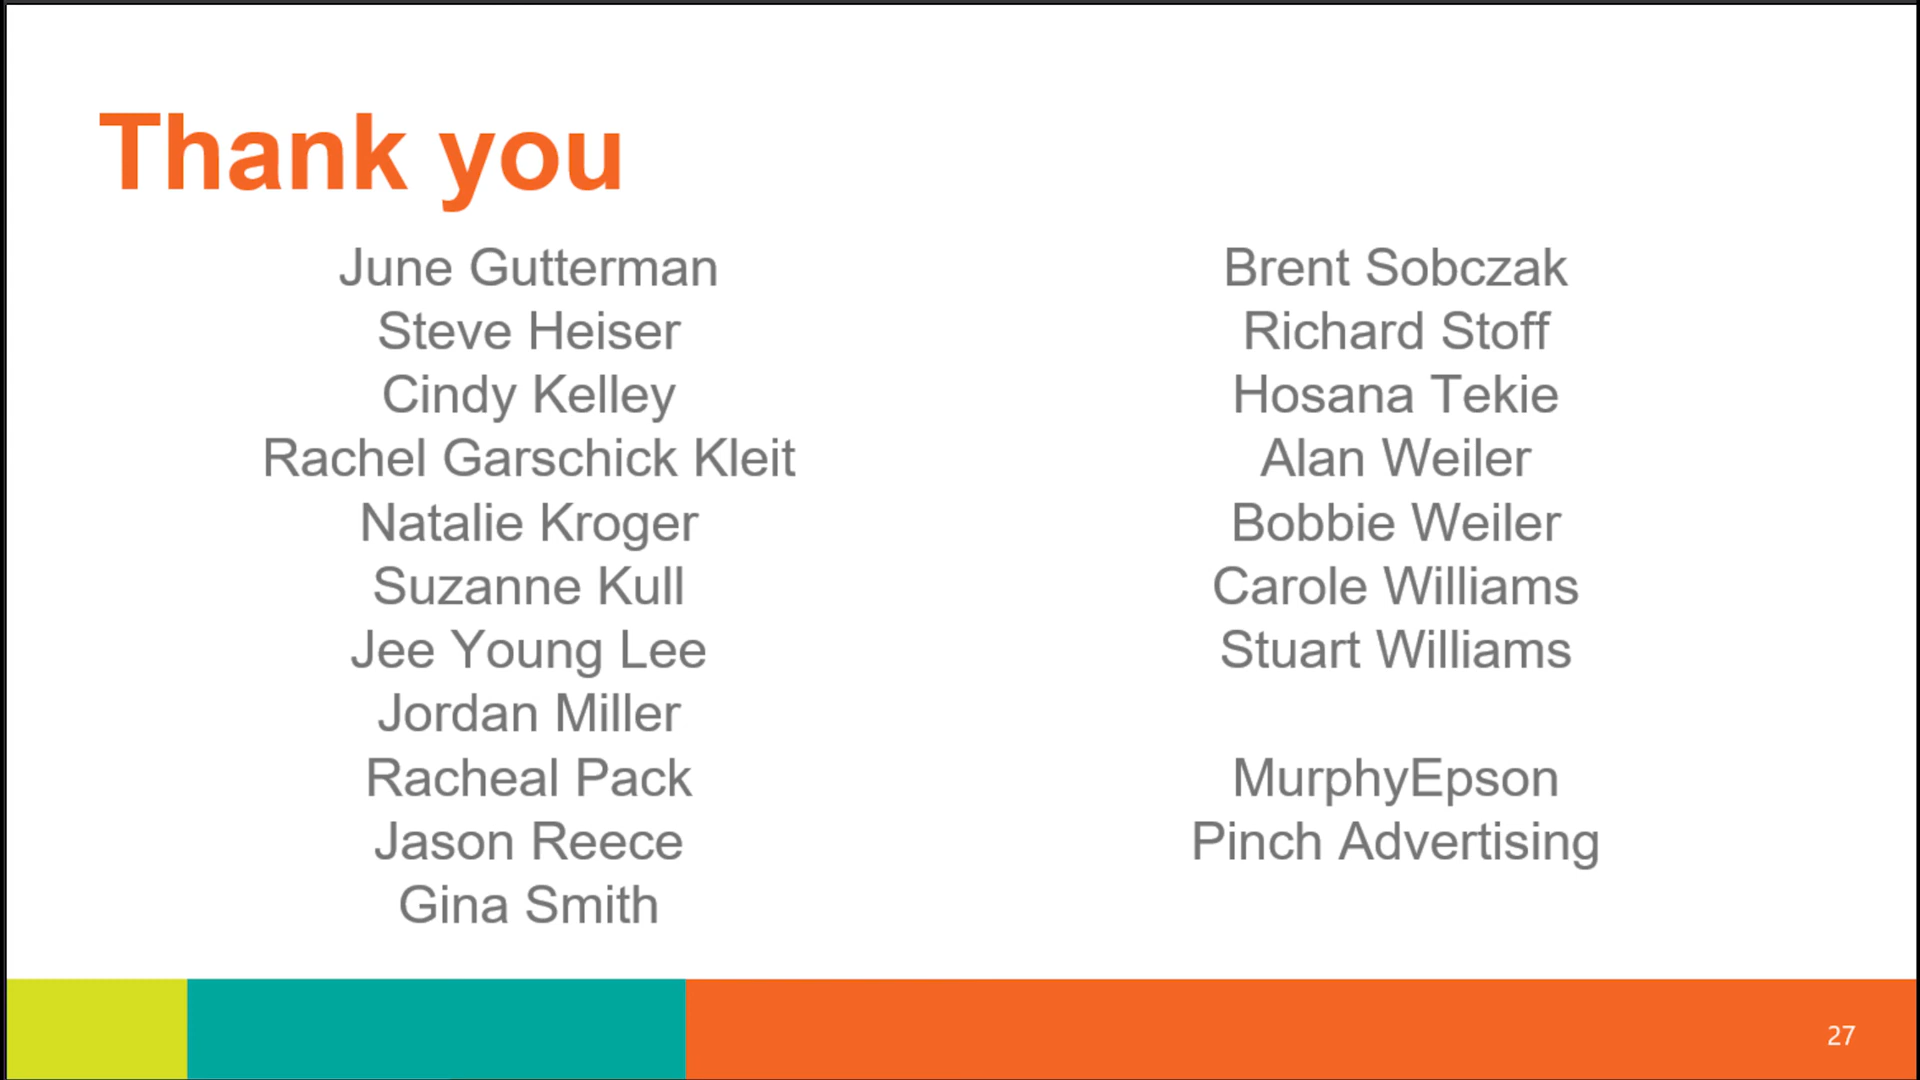 Thank you
June Gutterman
Steve Heiser
Cindy Kelley
Rachel Garschick Kleit
Natalie Kroger
Suzanne Kull
Jee Young Lee
Jordan Miller
Racheal Pack
Jason Reece
Gina Smith
Brent Sobczak
Richard Stoff
Hosana Tekie
Alan Weiler
Bobbie Weiler
Carole Williams
Stuart Williams
MurphyEpson
Pinch Advertising
27